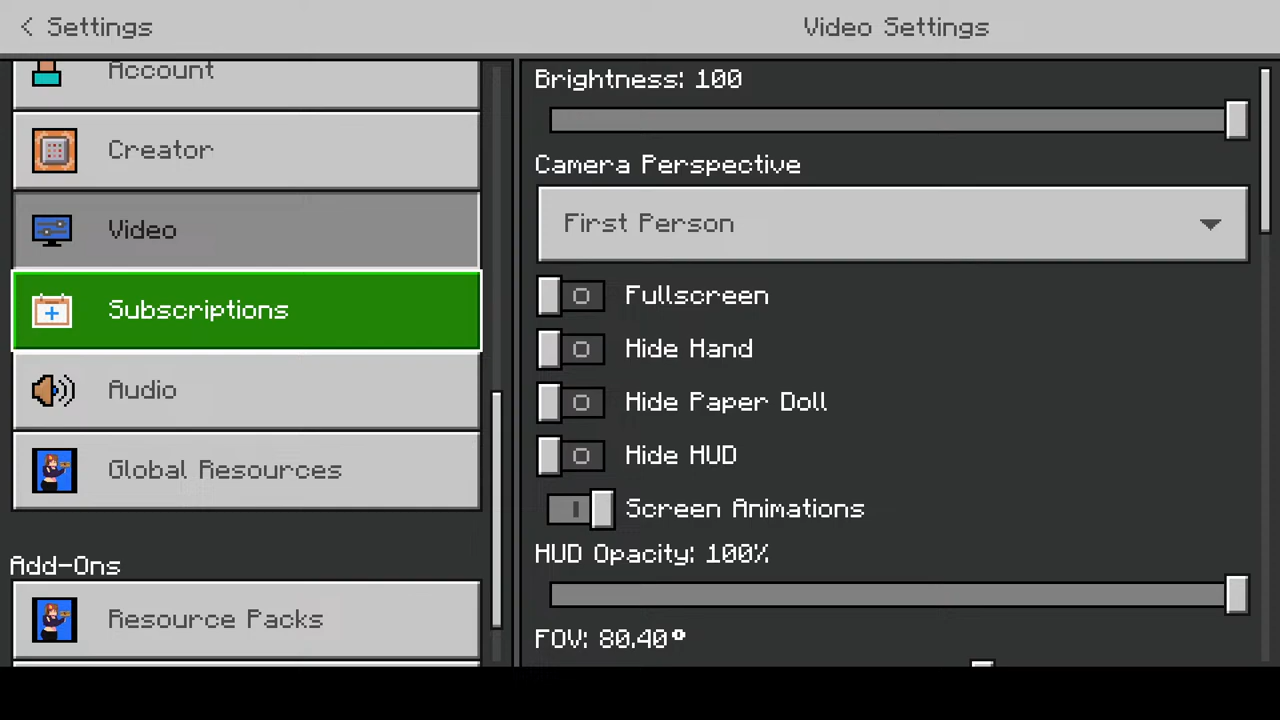 Settings
Video Settings
Account
Creator
Video
Subscriptions
Audio
Global Resources
Add-Ons
Resource Packs
Brightness: 100
Camera Perspective
First Person
Fullscreen
Hide Hand
Hide Paper Doll
Hide HUD
Screen Animations
HUD Opacity: 100%
FOV: 80.40°